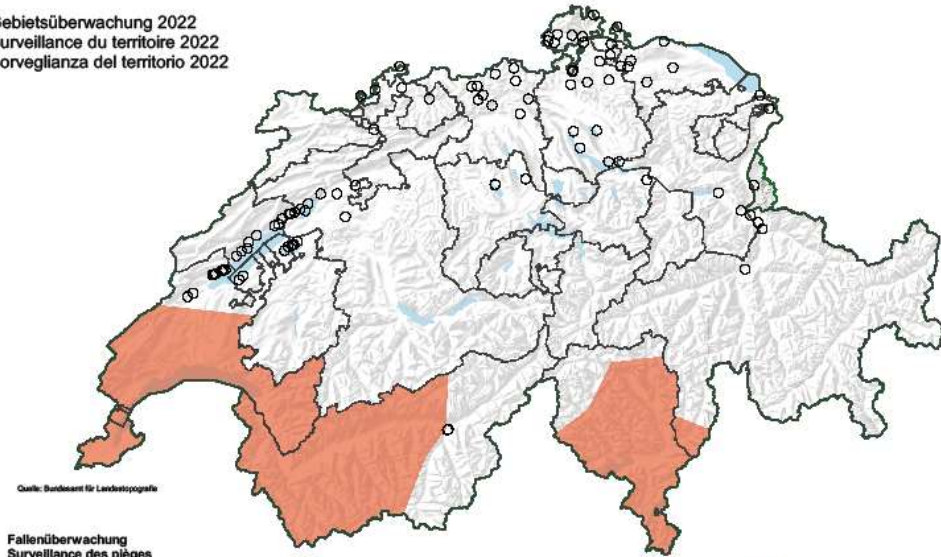 ebietsüberwachung 2022
urveillance du territoire 2022
orveglianza del territorio 2022
Quelle: Bundesamt für Landestopografie
Fallenüberwachung
Surveillance des pièges